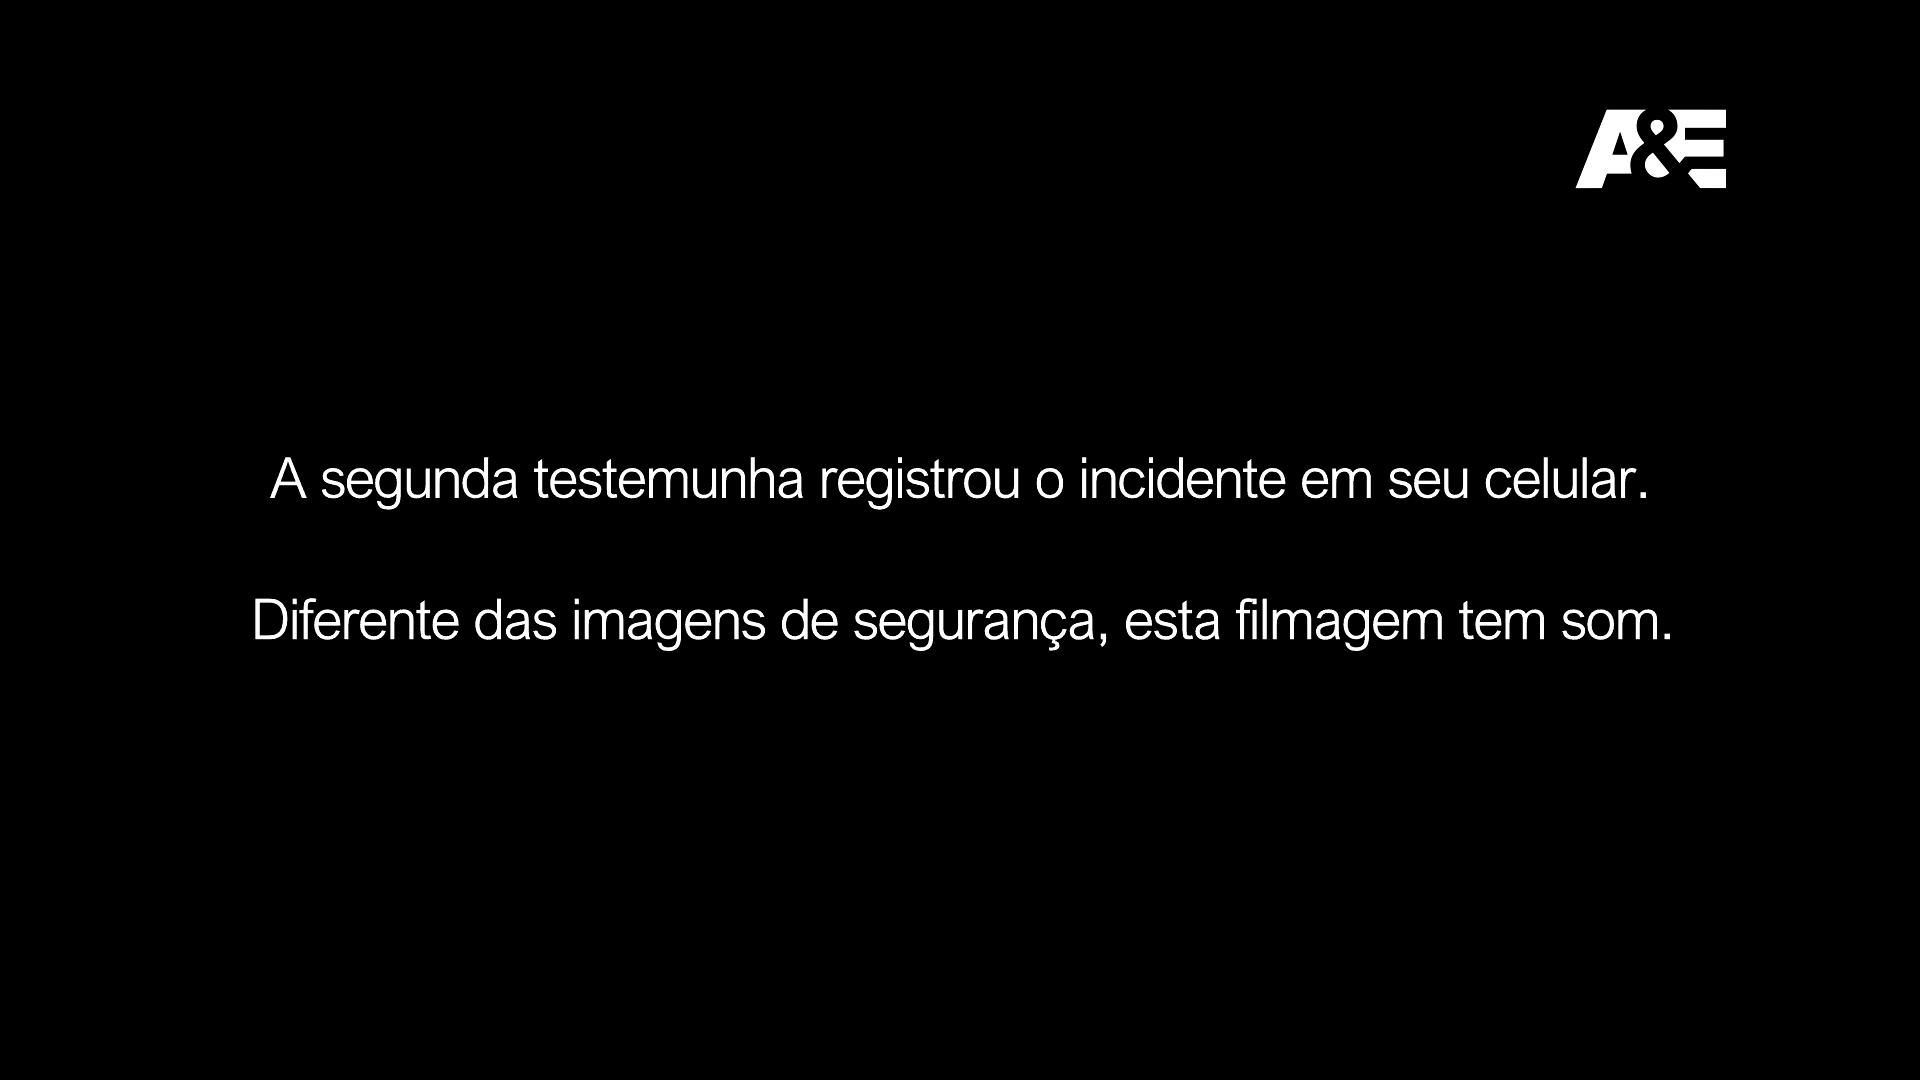 A&E
A segunda testemunha registrou o incidente em seu celular.
Diferente das imagens de segurança, esta filmagem tem som.